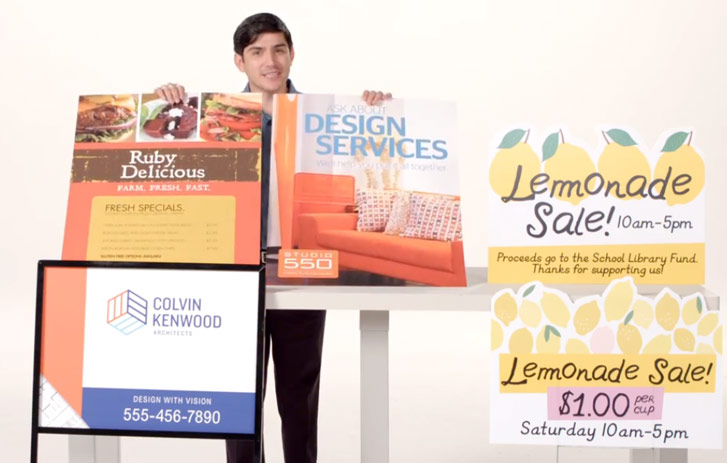 Ruby
Delicious
FARM. FRESH. FAST.
FRESH SPECIALS.
ASK ABOUT
DESIGN
SERVICES
STUDIO
550
COLVIN
KENWOOD
ARCHITECTS
DESIGN WITH VISION
555-456-7890
Lemonade
Sale! 10am-5pm
Proceeds go to the School Library Fund.
Thanks for supporting us!
Lemonade Sale!
$1.00 per
cup
Saturday 10am-5pm